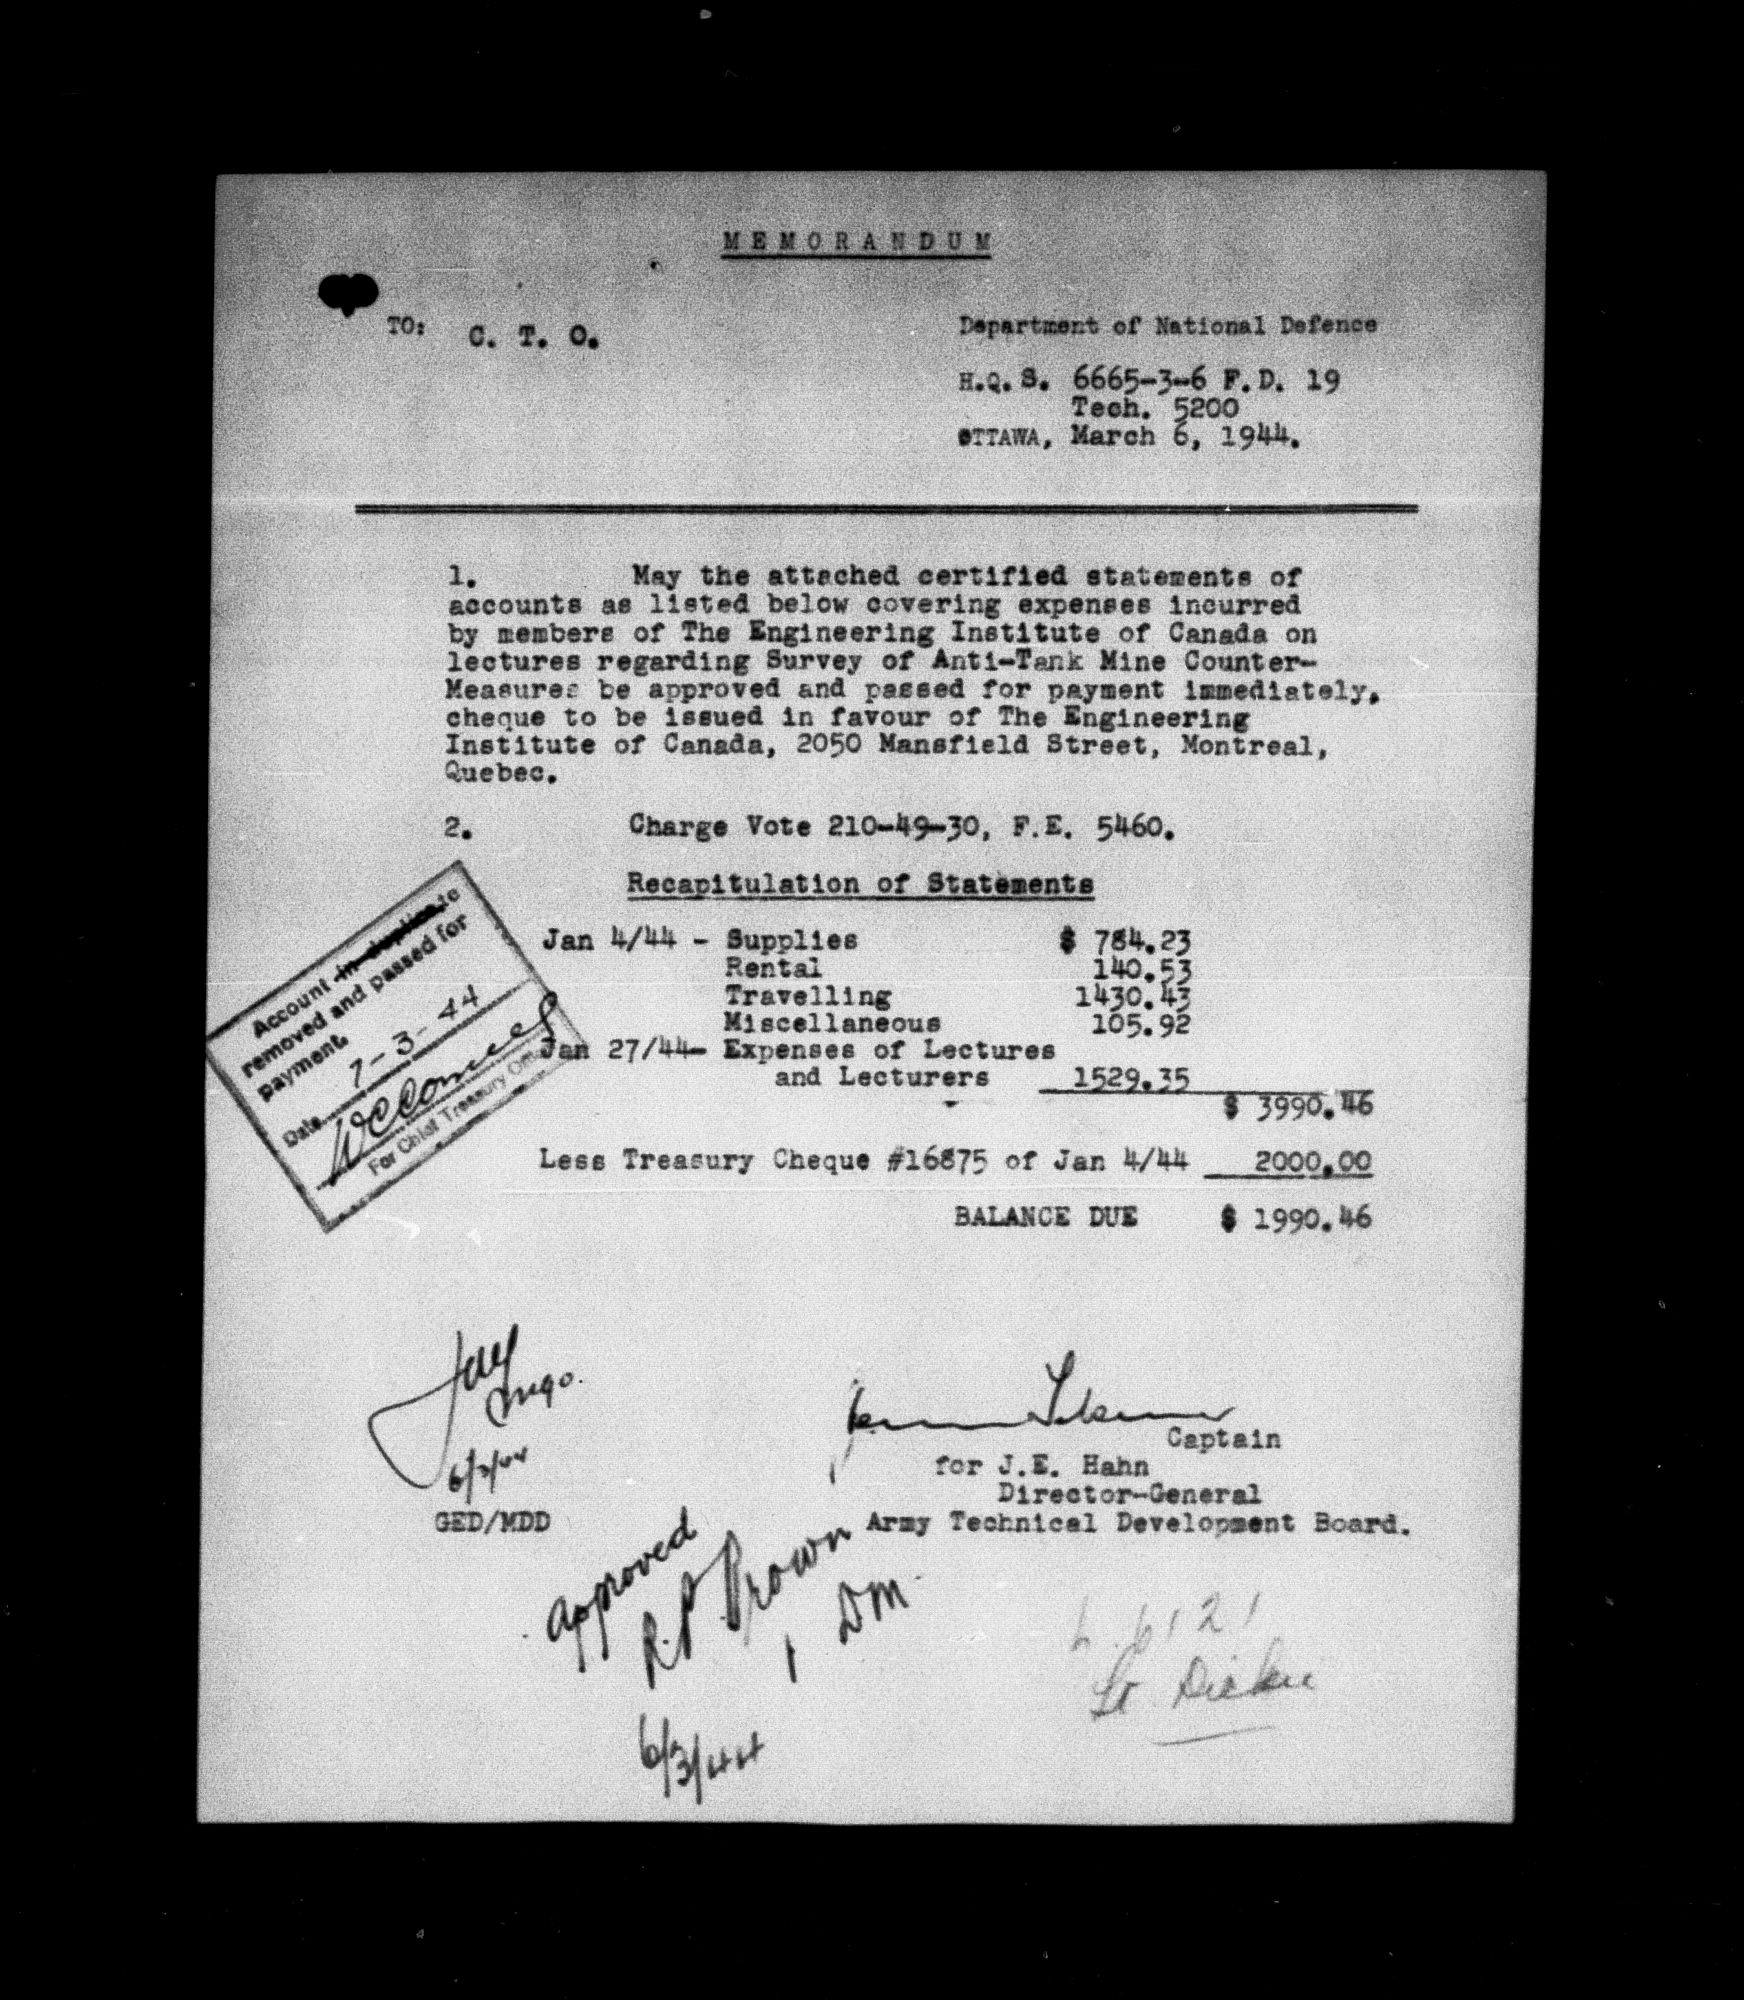 MEMORANDUM
TO: C. T. O.
Department of National Defence
H.Q.S. 6665-3-6 F.D. 19
Tech. 5200
OTTAWA, March 6, 1944.
1. May the attached certified statements of
accounts as listed below covering expenses incurred
by members of The Engineering Institute of Canada on
lectures regarding Survey of Anti-Tank Mine Counter-
Measures be approved and passed for payment immediately,
cheque to be issued in favour of The Engineering
Institute of Canada, 2050 Mansfield Street, Montreal,
Quebec.
2. Charge Vote 210-49-30, F.E. 5460.
Recapitulation of Statements
Jan 4/44 - Supplies $ 784.23
Rental 140.53
Travelling 1430.43
Miscellaneous 105.92
Jan 27/44- Expenses of Lectures
and Lecturers 1529.35
$ 3990.46
Less Treasury Cheque #16875 of Jan 4/44 2000.00
BALANCE DUE $ 1990.46
Account in duplicate
removed and passed for
payment.
Date 7-3-44
For Chief Treasury Officer
6/3/44
GED/MDD
Captain
for J.E. Hahn
Director-General
Army Technical Development Board.
Approved
R.P. Brown
DM
6/3/44